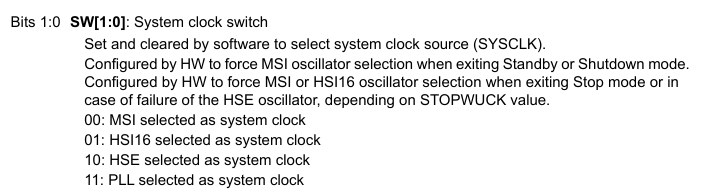 Bits 1:0 SW[1:0]: System clock switch
Set and cleared by software to select system clock source (SYSCLK).
Configured by HW to force MSI oscillator selection when exiting Standby or Shutdown mode.
Configured by HW to force MSI or HSI16 oscillator selection when exiting Stop mode or in
case of failure of the HSE oscillator, depending on STOPWUCK value.
00: MSI selected as system clock
01: HSI16 selected as system clock
10: HSE selected as system clock
11: PLL selected as system clock